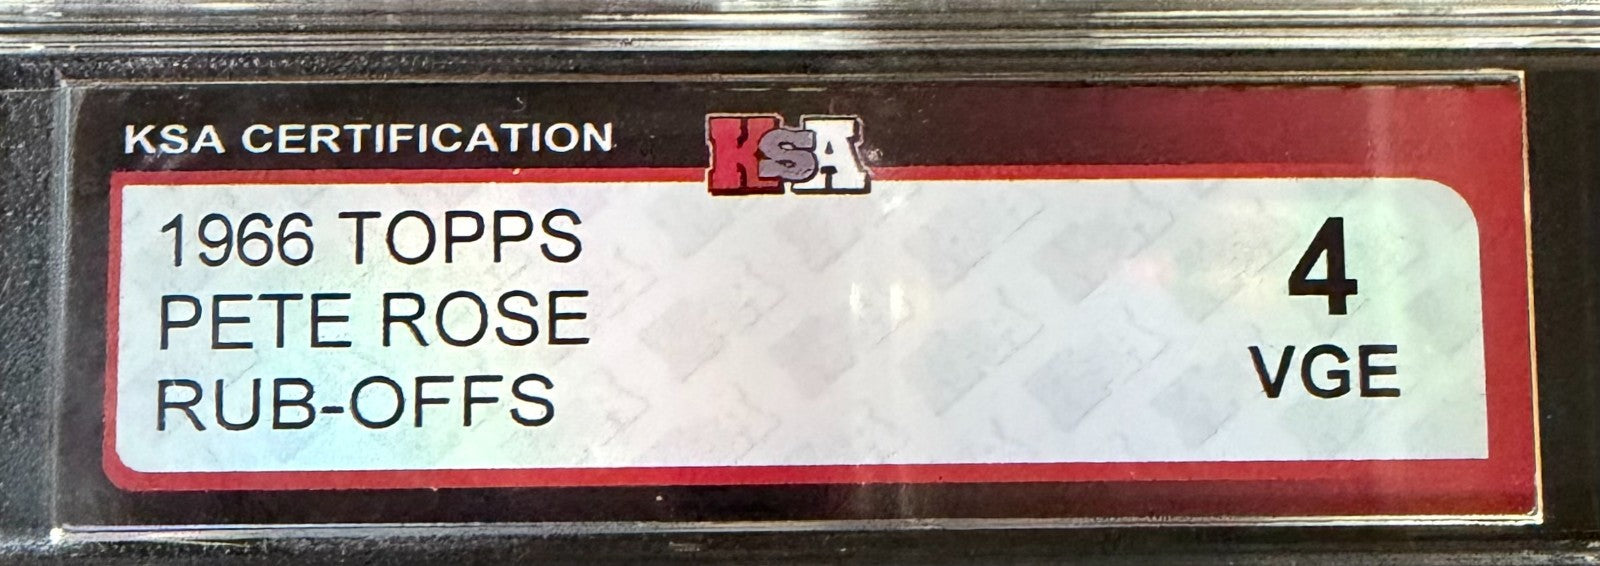 KSA CERTIFICATION
KSA
1966 TOPPS
PETE ROSE
RUB-OFFS
4
VGE